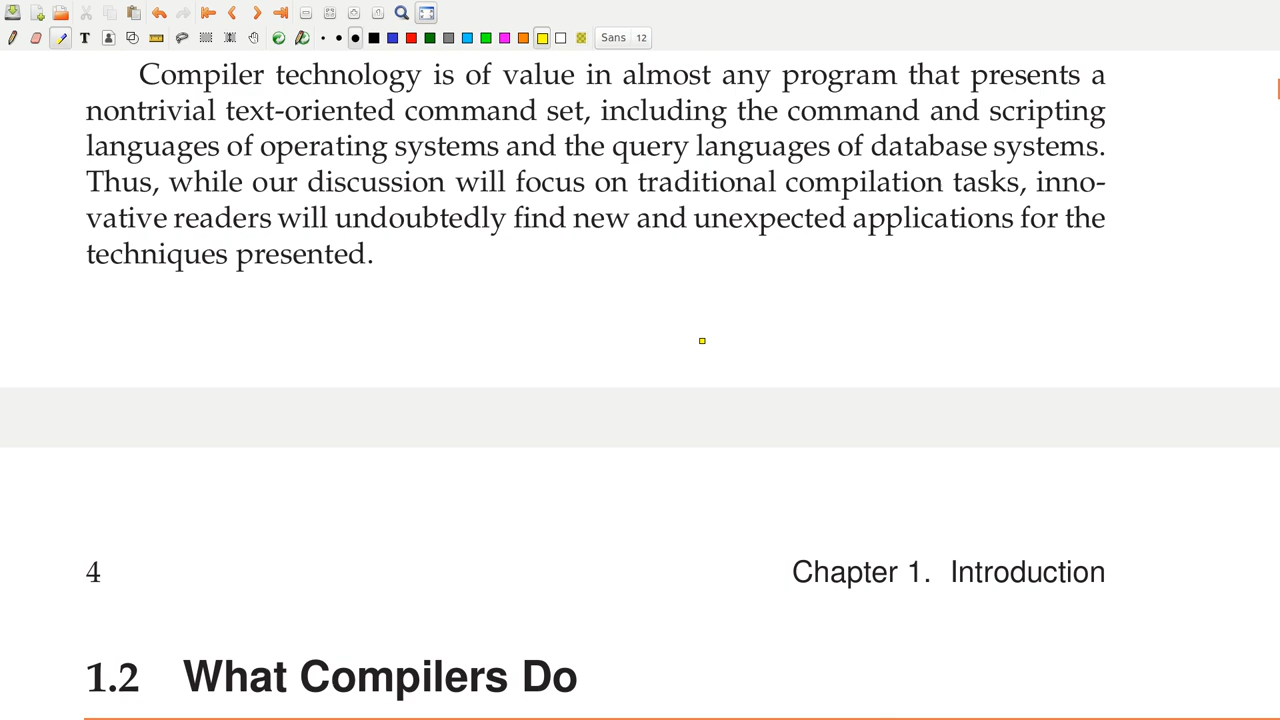 Sans 12
Compiler technology is of value in almost any program that presents a
nontrivial text-oriented command set, including the command and scripting
languages of operating systems and the query languages of database systems.
Thus, while our discussion will focus on traditional compilation tasks, inno-
vative readers will undoubtedly find new and unexpected applications for the
techniques presented.
4 Chapter 1. Introduction
1.2 What Compilers Do